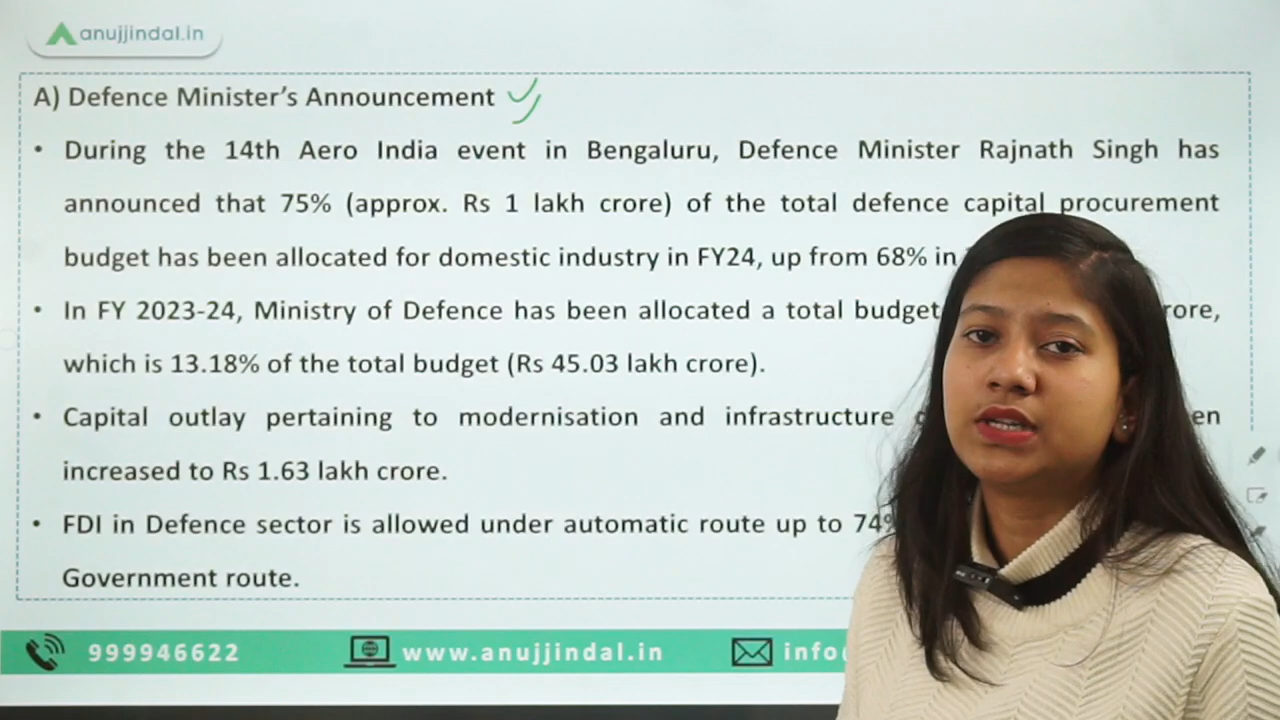 anujjindal.in
A) Defence Minister's Announcement
• During the 14th Aero India event in Bengaluru, Defence Minister Rajnath Singh has
announced that 75% (approx. Rs 1 lakh crore) of the total defence capital procurement
budget has been allocated for domestic industry in FY24, up from 68% in
• In FY 2023-24, Ministry of Defence has been allocated a total budget rore,
which is 13.18% of the total budget (Rs 45.03 lakh crore).
• Capital outlay pertaining to modernisation and infrastructure en
increased to Rs 1.63 lakh crore.
• FDI in Defence sector is allowed under automatic route up to 74%
Government route.
999946622 www.anujjindal.in info